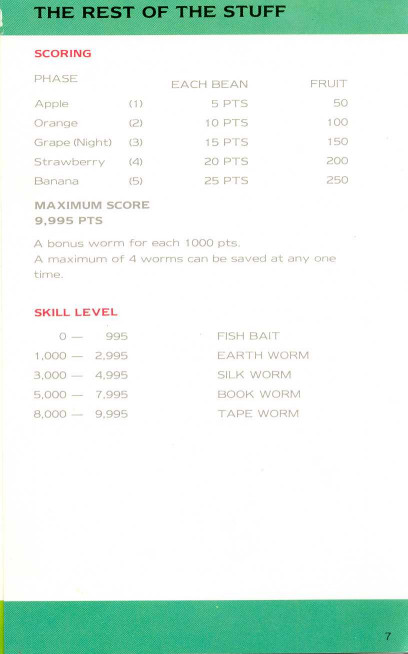 THE REST OF THE STUFF
SCORING
PHASE EACH BEAN FRUIT
Apple (1) 5 PTS 50
Orange (2) 10 PTS 100
Grape (Night) (3) 15 PTS 150
Strawberry (4) 20 PTS 200
Banana (5) 25 PTS 250
MAXIMUM SCORE
9,995 PTS
A bonus worm for each 1000 pts.
A maximum of 4 worms can be saved at any one
time.
SKILL LEVEL
0 — 995 FISH BAIT
1,000 — 2,995 EARTH WORM
3,000 — 4,995 SILK WORM
5,000 — 7,995 BOOK WORM
8,000 — 9,995 TAPE WORM
7